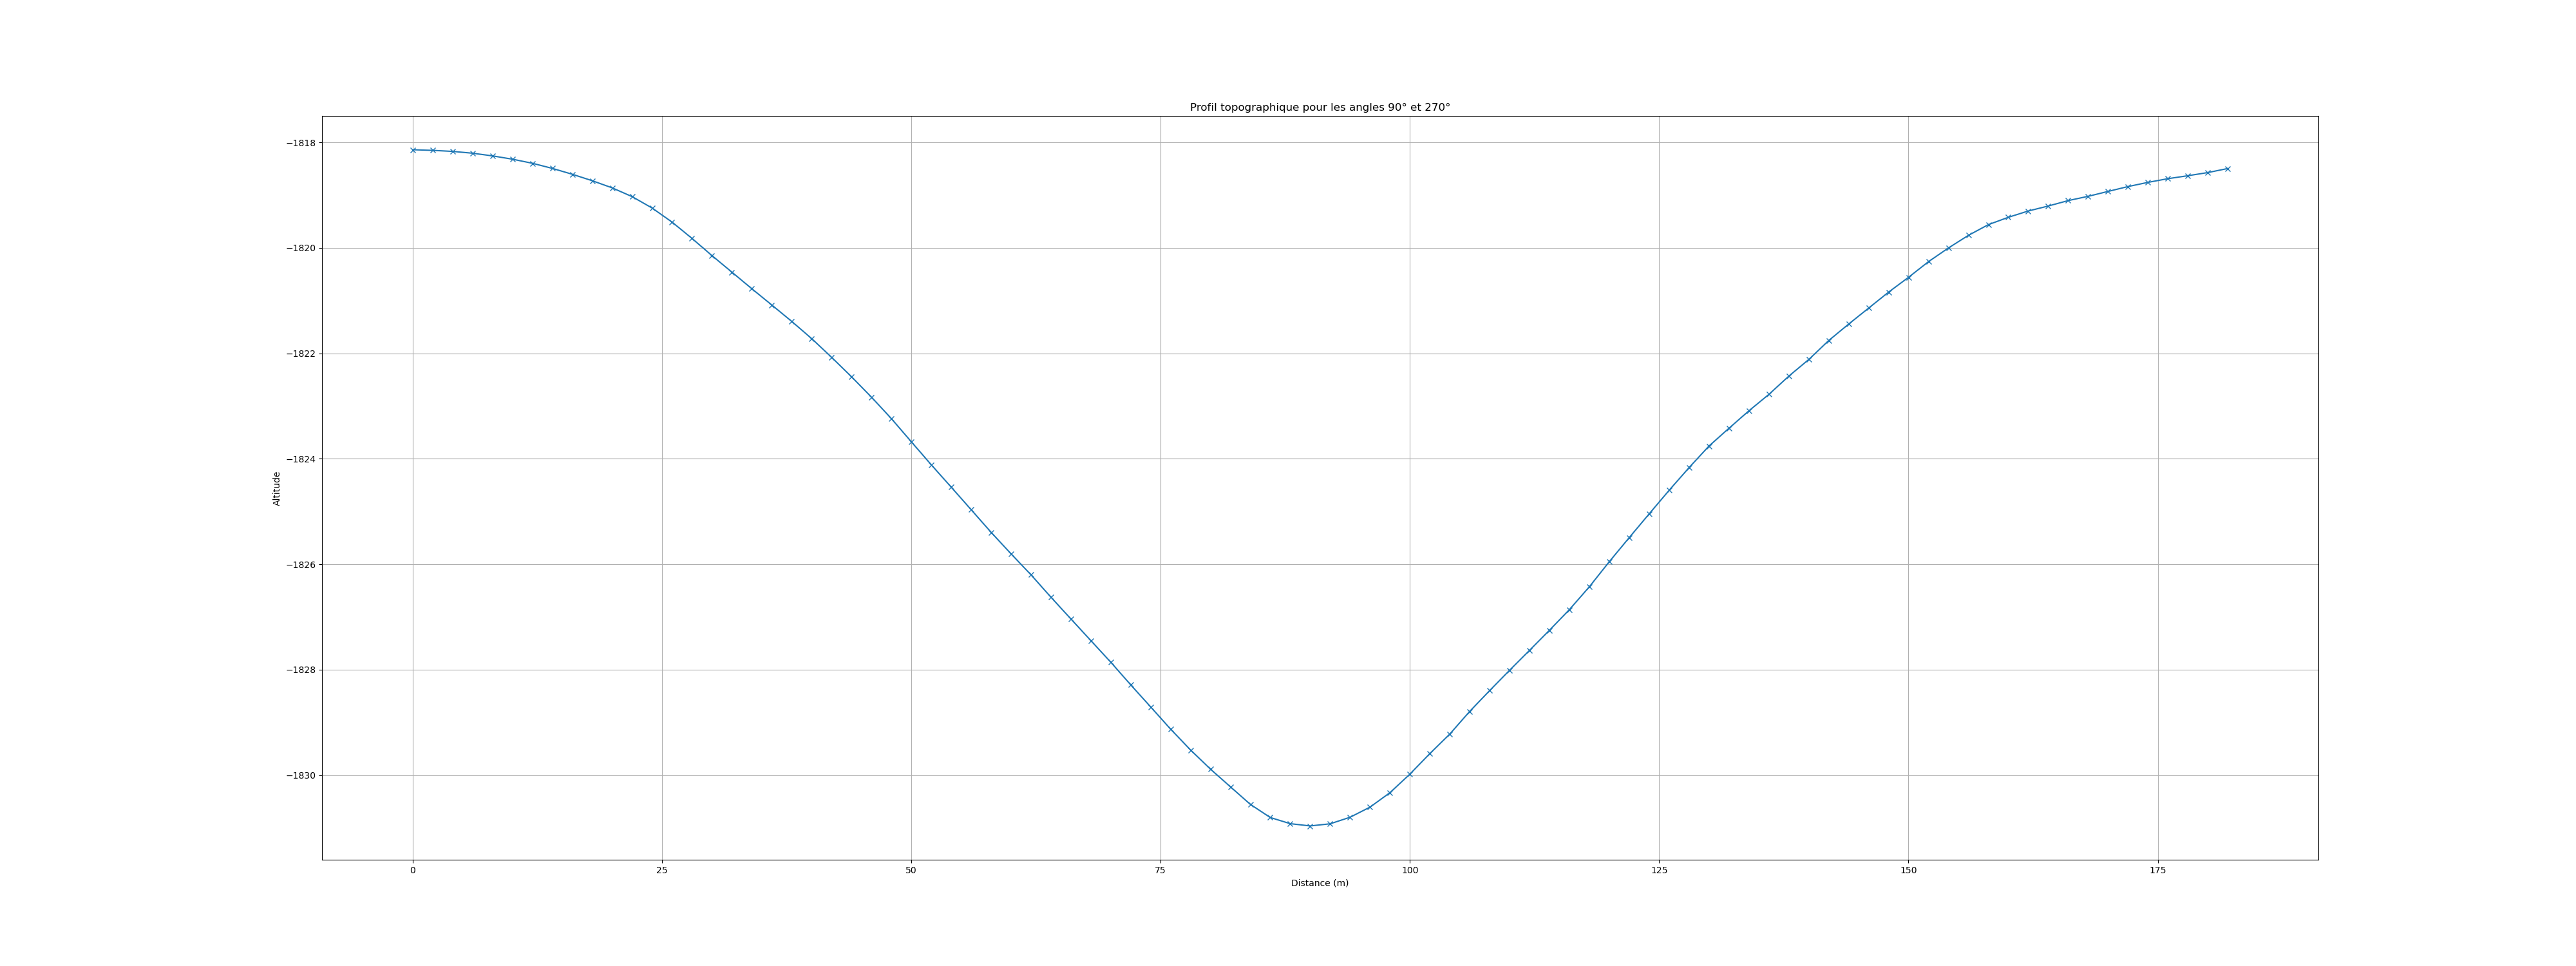 Profil topographique pour les angles 90° et 270°
−1818
−1820
−1822
−1824
−1826
−1828
−1830
Altitude
0 25 50 75 100 125 150 175
Distance (m)